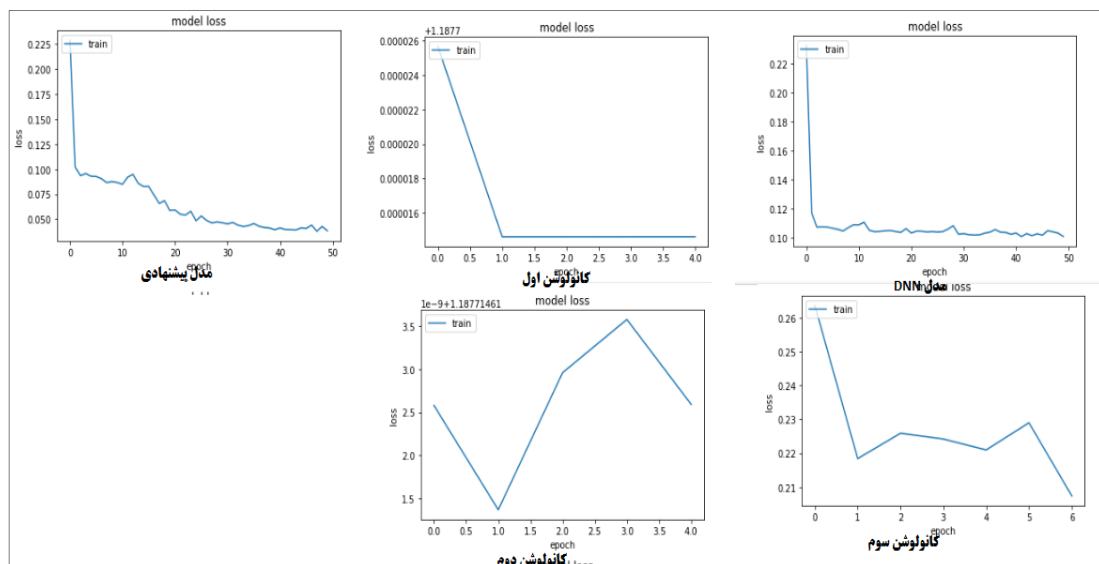 model loss
0.225
0.200
0.175
0.150
0.125
0.100
0.075
0.050
loss
train
0 10 20 30 40 50
epoch
مدل پیشنهادی
+1.1877
model loss
0.000026
0.000024
0.000022
0.000020
0.000018
0.000016
loss
train
0.0 0.5 1.0 1.5 2.0 2.5 3.0 3.5 4.0
کانولوشن اول
model loss
0.22
0.20
0.18
0.16
0.14
0.12
0.10
loss
train
0 10 20 30 40 50
epoch
مدل DNN
1e-9+1.18771461
model loss
3.5
3.0
2.5
2.0
1.5
loss
train
0.0 0.5 1.0 1.5 2.0 2.5 3.0 3.5 4.0
epoch
کانولوشن دوم
model loss
model loss
0.26
0.25
0.24
0.23
0.22
0.21
loss
train
0 1 2 3 4 5 6
epoch
کانولوشن سوم